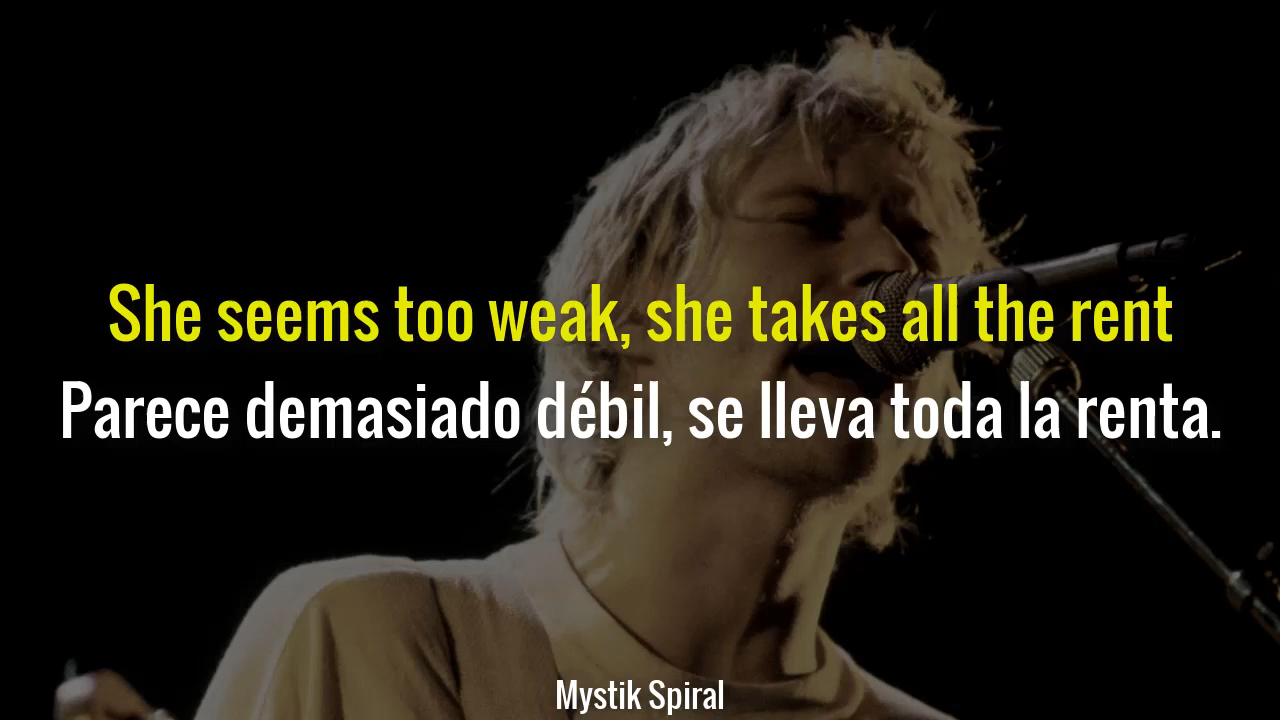 She seems too weak, she takes all the rent
Parece demasiado débil, se lleva toda la renta.
Mystik Spiral